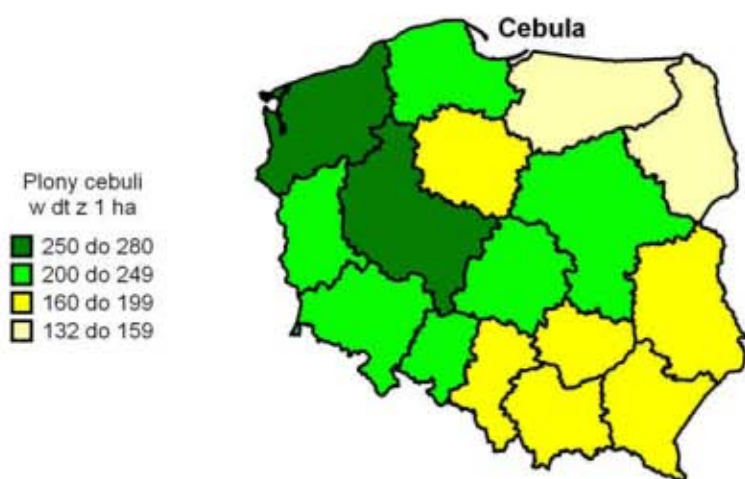 Cebula
Plony cebuli
w dt z 1 ha
250 do 280
200 do 249
160 do 199
132 do 159